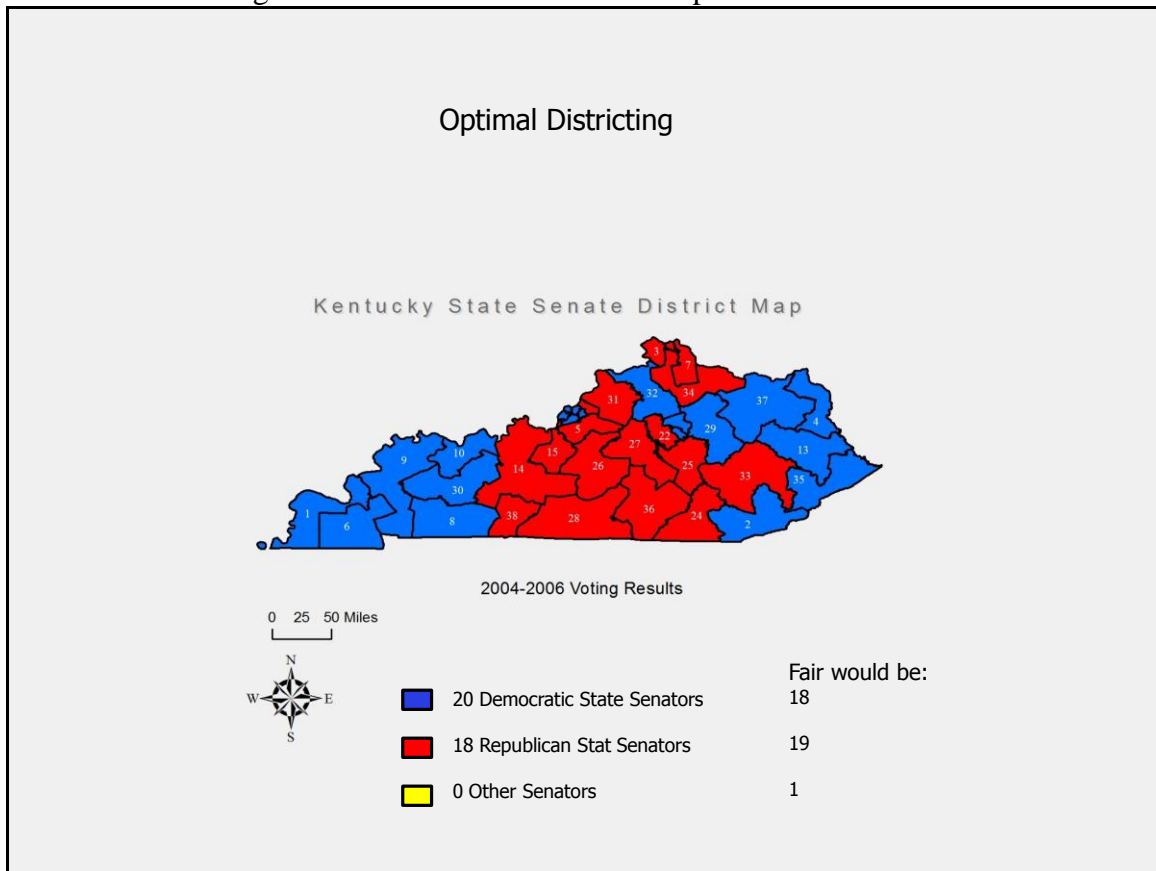 Optimal Districting
Kentucky State Senate District Map
3
7
32
34
31
37
4
29
5
22
27
13
10
9
15
25
14
26
33
35
30
1
6
8
38
28
36
24
2
2004-2006 Voting Results
0 25 50 Miles
N
W E
S
Fair would be:
20 Democratic State Senators 18
18 Republican Stat Senators 19
0 Other Senators 1